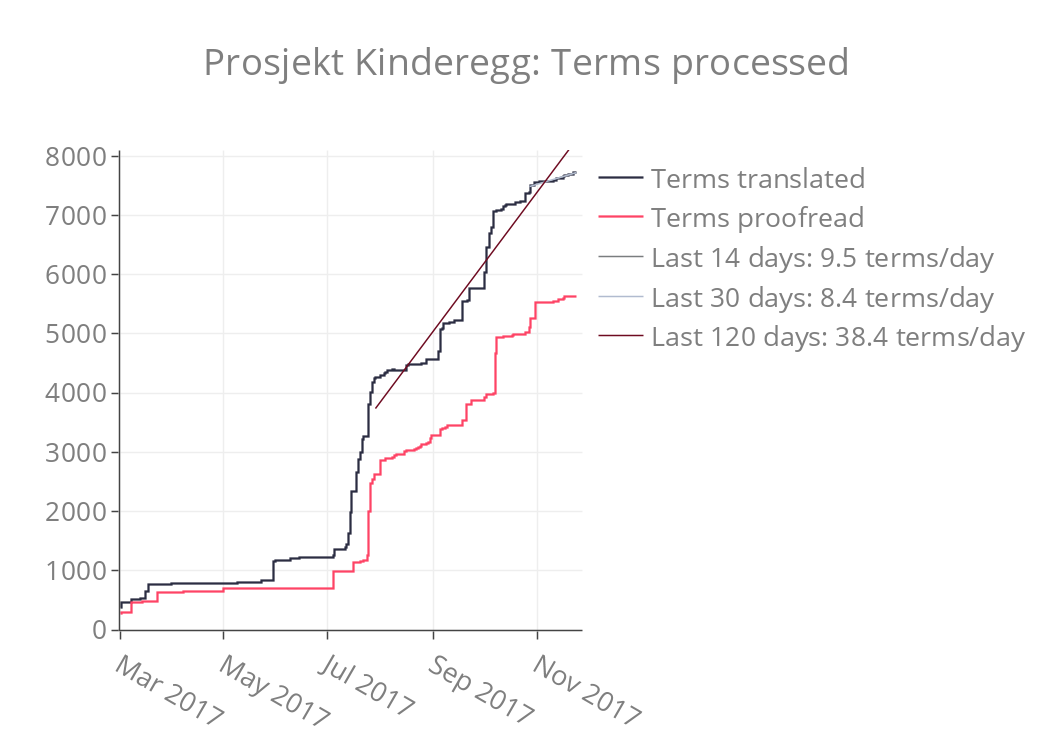 Prosjekt Kinderegg: Terms processed
8000
7000
6000
5000
4000
3000
2000
1000
0
Mar 2017
May 2017
Jul 2017
Sep 2017
Nov 2017
Terms translated
Terms proofread
Last 14 days: 9.5 terms/day
Last 30 days: 8.4 terms/day
Last 120 days: 38.4 terms/day